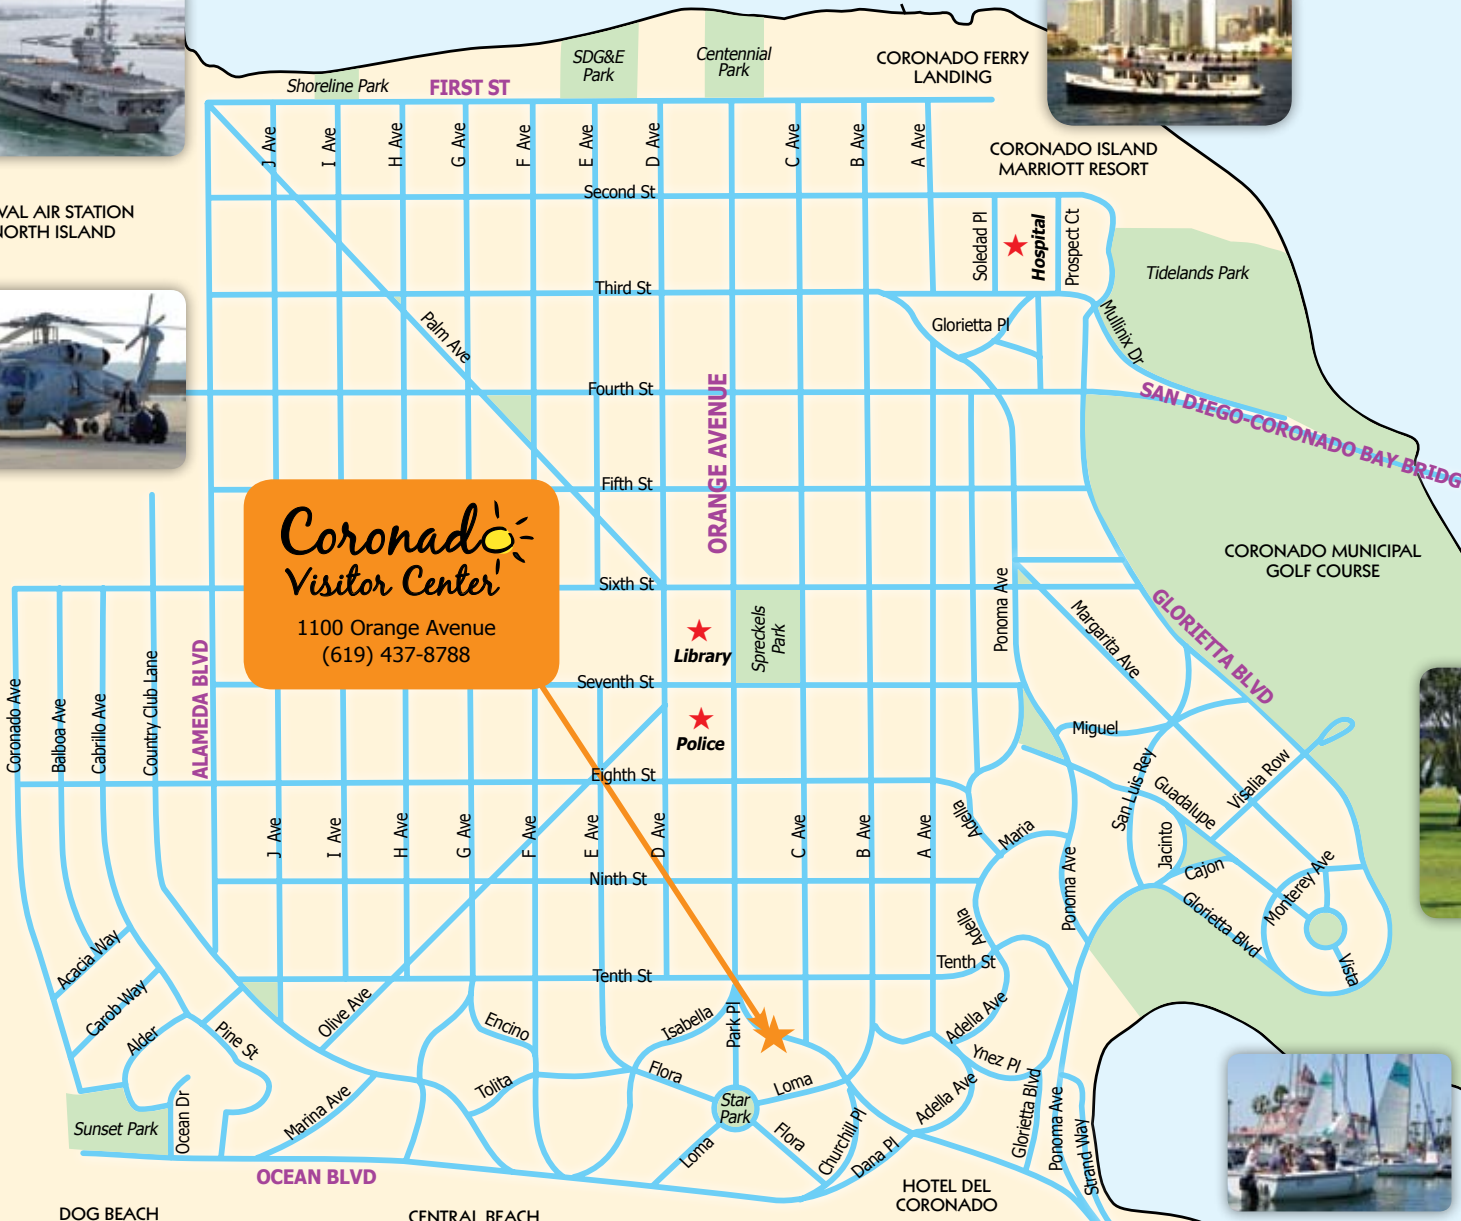 SDG&E
Park
Centennial
Park
CORONADO FERRY
LANDING
Shoreline Park
FIRST ST
J Ave
I Ave
H Ave
G Ave
F Ave
E Ave
D Ave
C Ave
B Ave
A Ave
CORONADO ISLAND
MARRIOTT RESORT
Second St
VAL AIR STATION
NORTH ISLAND
Soledad Pl
Hospital
Prospect Ct
Tidelands Park
Third St
Palm Ave
Glorietta Pl
Mullinix Dr
Fourth St
ORANGE AVENUE
SAN DIEGO-CORONADO BAY BRIDG
Fifth St
Coronado
Visitor Center
1100 Orange Avenue
(619) 437-8788
CORONADO MUNICIPAL
GOLF COURSE
Sixth St
Ponoma Ave
Margarita Ave
GLORIETTA BLVD
Spreckels
Park
Library
Coronado Ave
Balboa Ave
Cabrillo Ave
Country Club Lane
ALAMEDA BLVD
Seventh St
Police
Miguel
Eighth St
San Luis Rey
Guadalupe
Visalia Row
J Ave
I Ave
H Ave
G Ave
F Ave
E Ave
D Ave
C Ave
B Ave
A Ave
Adella
Maria
Ponoma Ave
Jacinto
Cajon
Monterey Ave
Ninth St
Glorietta Blvd
Adella
Vista
Acacia Way
Tenth St
Tenth St
Carob Way
Alder
Pine St
Olive Ave
Encino
Isabella
Park Pl
Adella Ave
Ynez Pl
Flora
Loma
Tolita
Marina Ave
Star
Park
Adella Ave
Glorietta Blvd
Ponoma Ave
Strand Way
Sunset Park
Ocean Dr
Loma
Flora
Churchill Pl
Dana Pl
OCEAN BLVD
HOTEL DEL
CORONADO
DOG BEACH
CENTRAL BEACH